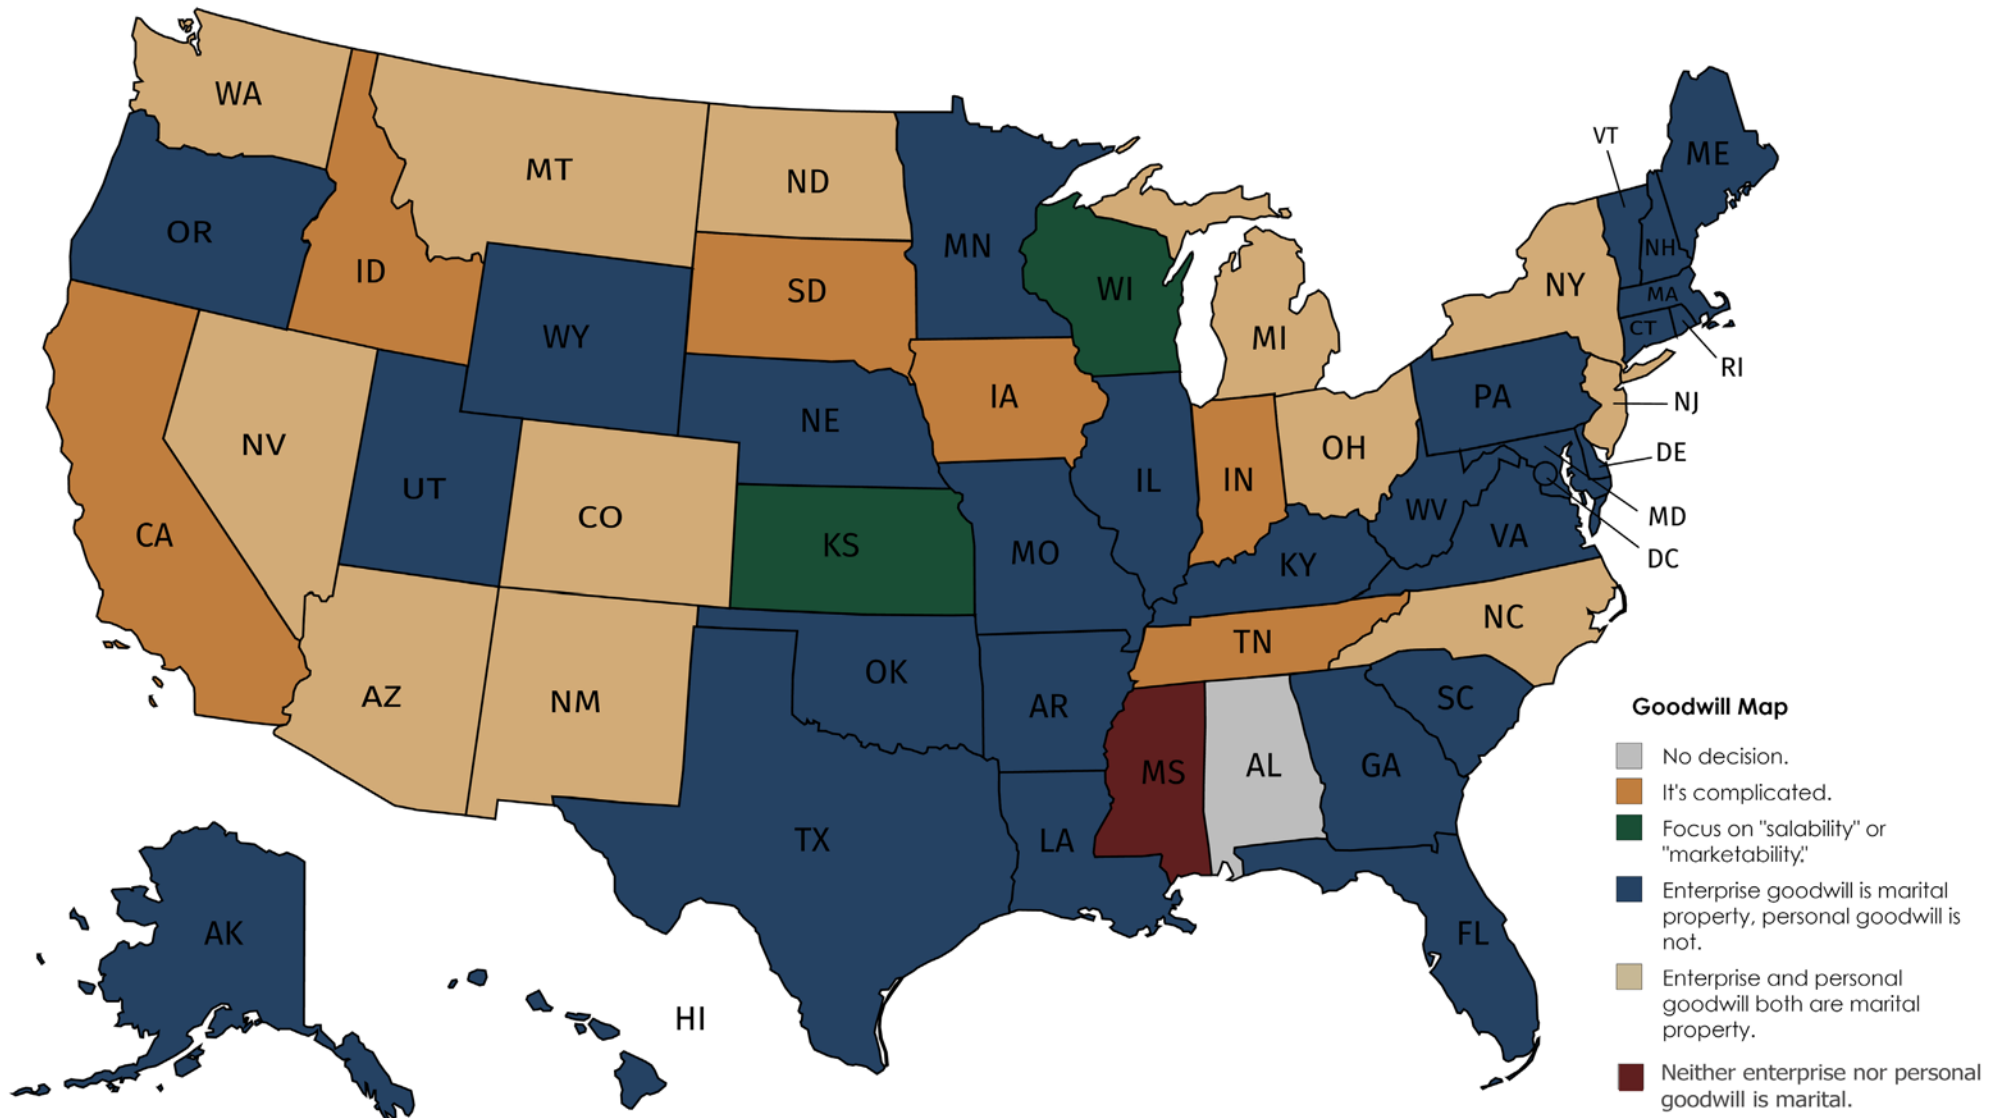 WA
MT
ND
MN
VT
ME
OR
ID
SD
WI
NH
NY
MA
CT
WY
MI
RI
NE
IA
PA
NJ
NV
UT
CO
KS
MO
IL
IN
OH
DE
WV
VA
MD
DC
CA
KY
NC
TN
AZ
NM
OK
AR
SC
MS
AL
GA
TX
LA
FL
AK
HI
Goodwill Map
No decision.
It's complicated.
Focus on "salability" or
"marketability."
Enterprise goodwill is marital
property, personal goodwill is
not.
Enterprise and personal
goodwill both are marital
property.
Neither enterprise nor personal
goodwill is marital.